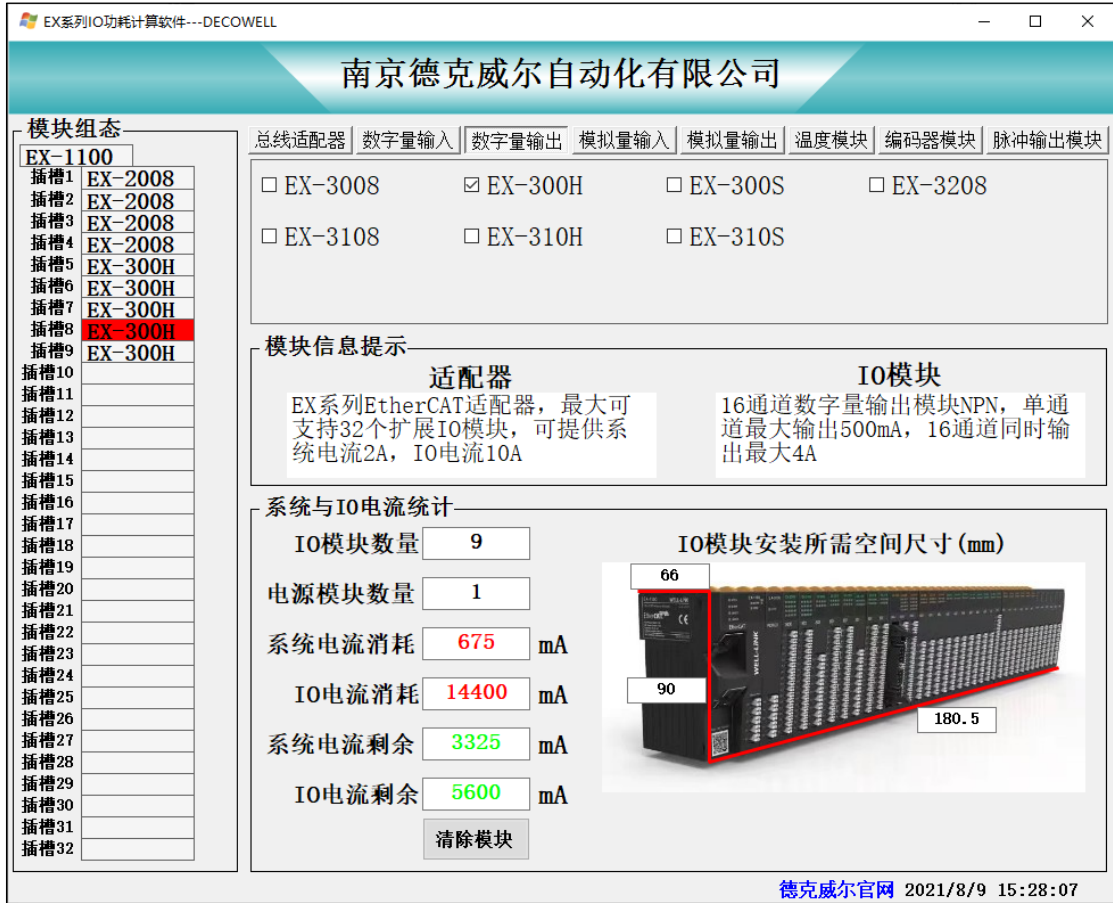 EX系列IO功耗计算软件---DECOWELL
南京德克威尔自动化有限公司
模块组态
EX-1100
插槽1 EX-2008
插槽2 EX-2008
插槽3 EX-2008
插槽4 EX-2008
插槽5 EX-300H
插槽6 EX-300H
插槽7 EX-300H
插槽8 EX-300H
插槽9 EX-300H
插槽10
插槽11
插槽12
插槽13
插槽14
插槽15
插槽16
插槽17
插槽18
插槽19
插槽20
插槽21
插槽22
插槽23
插槽24
插槽25
插槽26
插槽27
插槽28
插槽29
插槽30
插槽31
插槽32
总线适配器 数字量输入 数字量输出 模拟量输入 模拟量输出 温度模块 编码器模块 脉冲输出模块
EX-3008 EX-300H EX-300S EX-3208
EX-3108 EX-310H EX-310S
模块信息提示
适配器
EX系列EtherCAT适配器，最大可
支持32个扩展IO模块，可提供系
统电流2A，IO电流10A
IO模块
16通道数字量输出模块NPN，单通
道最大输出500mA，16通道同时输
出最大4A
系统与IO电流统计
IO模块数量 9
电源模块数量 1
系统电流消耗 675 mA
IO电流消耗 14400 mA
系统电流剩余 3325 mA
IO电流剩余 5600 mA
清除模块
IO模块安装所需空间尺寸(mm)
66
90
180.5
WELL-LINK
德克威尔官网 2021/8/9 15:28:07